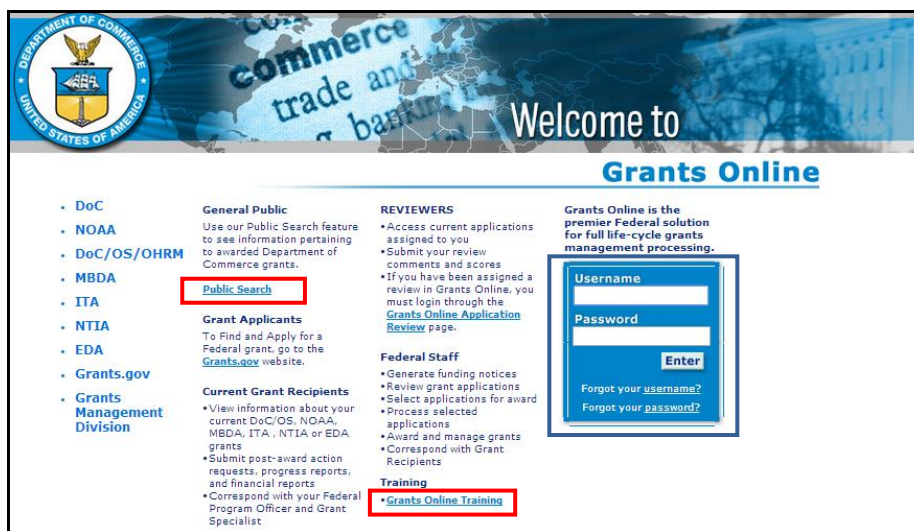 DEPARTMENT OF COMMERCE
UNITED STATES OF AMERICA
commerce
trade and
Welcome to
Grants Online
• DoC
• NOAA
• DoC/OS/OHRM
• MBDA
• ITA
• NTIA
• EDA
• Grants.gov
• Grants
Management
Division
General Public
Use our Public Search feature
to see information pertaining
to awarded Department of
Commerce grants.
Public Search
Grant Applicants
To Find and Apply for a
Federal grant, go to the
Grants.gov website.
Current Grant Recipients
•View information about your
current DoC/OS, NOAA,
MBDA, ITA , NTIA or EDA
grants
•Submit post-award action
requests, progress reports,
and financial reports
•Correspond with your Federal
Program Officer and Grant
Specialist
REVIEWERS
•Access current applications
assigned to you
•Submit your review
comments and scores
•If you have been assigned a
review in Grants Online, you
must login through the
Grants Online Application
Review page.
Federal Staff
•Generate funding notices
•Review grant applications
•Select applications for award
•Process selected
applications
•Award and manage grants
•Correspond with Grant
Recipients
Training
•Grants Online Training
Grants Online is the
premier Federal solution
for full life-cycle grants
management processing.
Username
Password
Enter
Forgot your username?
Forgot your password?